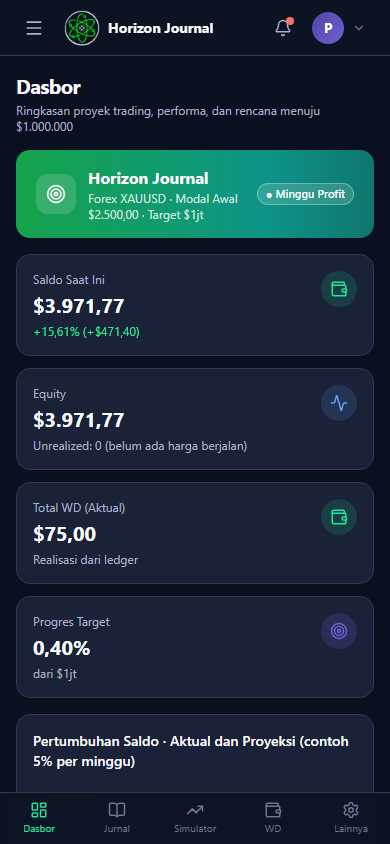 Horizon Journal
P
Dasbor
Ringkasan proyek trading, performa, dan rencana menuju
$1.000.000
Horizon Journal
Forex XAUUSD · Modal Awal
$2.500,00 · Target $1jt
● Minggu Profit
Saldo Saat Ini
$3.971,77
+15,61% (+$471,40)
Equity
$3.971,77
Unrealized: 0 (belum ada harga berjalan)
Total WD (Aktual)
$75,00
Realisasi dari ledger
Progres Target
0,40%
dari $1jt
Pertumbuhan Saldo · Aktual dan Proyeksi (contoh
5% per minggu)
Dasbor
Jurnal
Simulator
WD
Lainnya